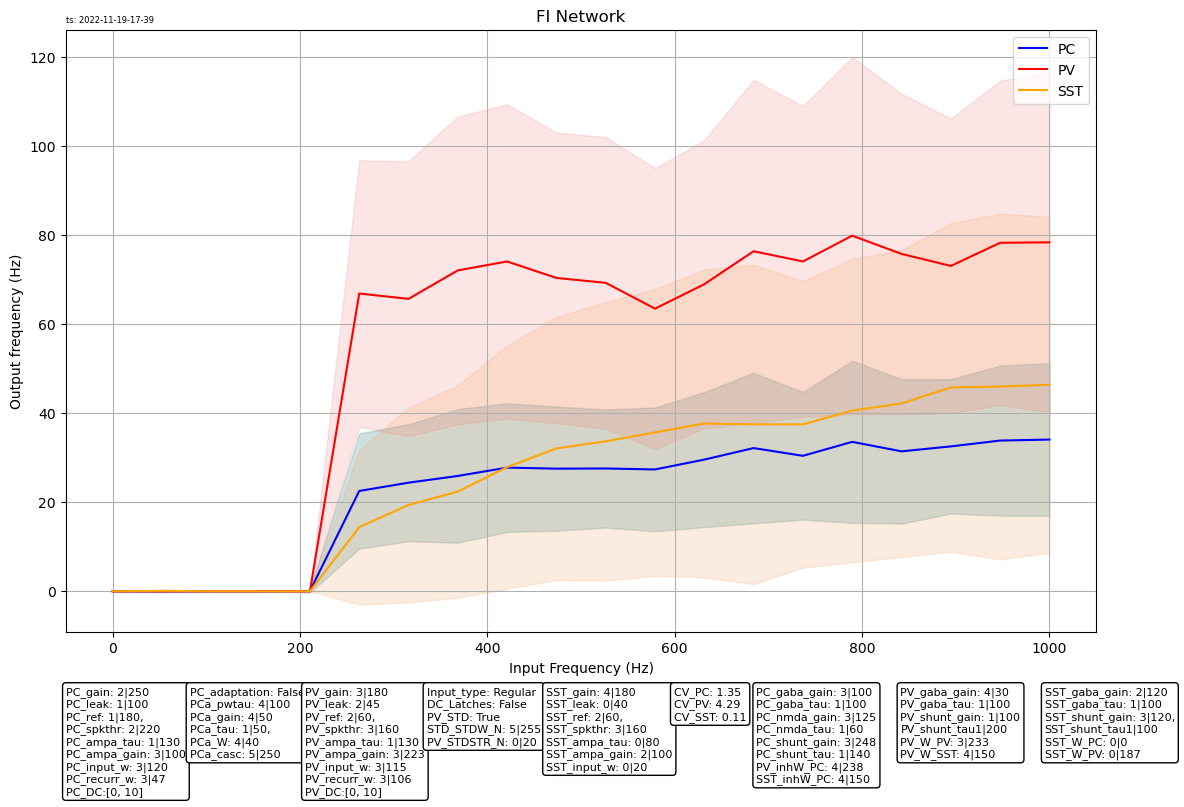 ts: 2022-11-19-17-39
FI Network
PC
PV
SST
120
100
80
60
40
20
0
Output frequency (Hz)
0 200 400 600 800 1000
Input Frequency (Hz)
PC_gain: 2|250
PC_leak: 1|100
PC_ref: 1|180,
PC_spkthr: 2|220
PC_ampa_tau: 1|130
PC_ampa_gain: 3|100
PC_input_w: 3|120
PC_recurr_w: 3|47
PC_DC:[0, 10]
PC_adaptation: False
PCa_pwtau: 4|100
PCa_gain: 4|50
PCa_tau: 1|50,
PCa_W: 4|40
PCa_casc: 5|250
PV_gain: 3|180
PV_leak: 2|45
PV_ref: 2|60,
PV_spkthr: 3|160
PV_ampa_tau: 1|130
PV_ampa_gain: 3|223
PV_input_w: 3|115
PV_recurr_w: 3|106
PV_DC:[0, 10]
Input_type: Regular
DC_Latches: False
PV_STD: True
STD_STDW_N: 5|255
PV_STDSTR_N: 0|20
SST_gain: 4|180
SST_leak: 0|40
SST_ref: 2|60,
SST_spkthr: 3|160
SST_ampa_tau: 0|80
SST_ampa_gain: 2|100
SST_input_w: 0|20
CV_PC: 1.35
CV_PV: 4.29
CV_SST: 0.11
PC_gaba_gain: 3|100
PC_gaba_tau: 1|100
PC_nmda_gain: 3|125
PC_nmda_tau: 1|60
PC_shunt_gain: 3|248
PC_shunt_tau: 1|140
PV_inhW_PC: 4|238
SST_inhW_PC: 4|150
PV_gaba_gain: 4|30
PV_gaba_tau: 1|100
PV_shunt_gain: 1|100
PV_shunt_tau1|200
PV_W_PV: 3|233
PV_W_SST: 4|150
SST_gaba_gain: 2|120
SST_gaba_tau: 1|100
SST_shunt_gain: 3|120,
SST_shunt_tau1|100
SST_W_PC: 0|0
SST_W_PV: 0|187